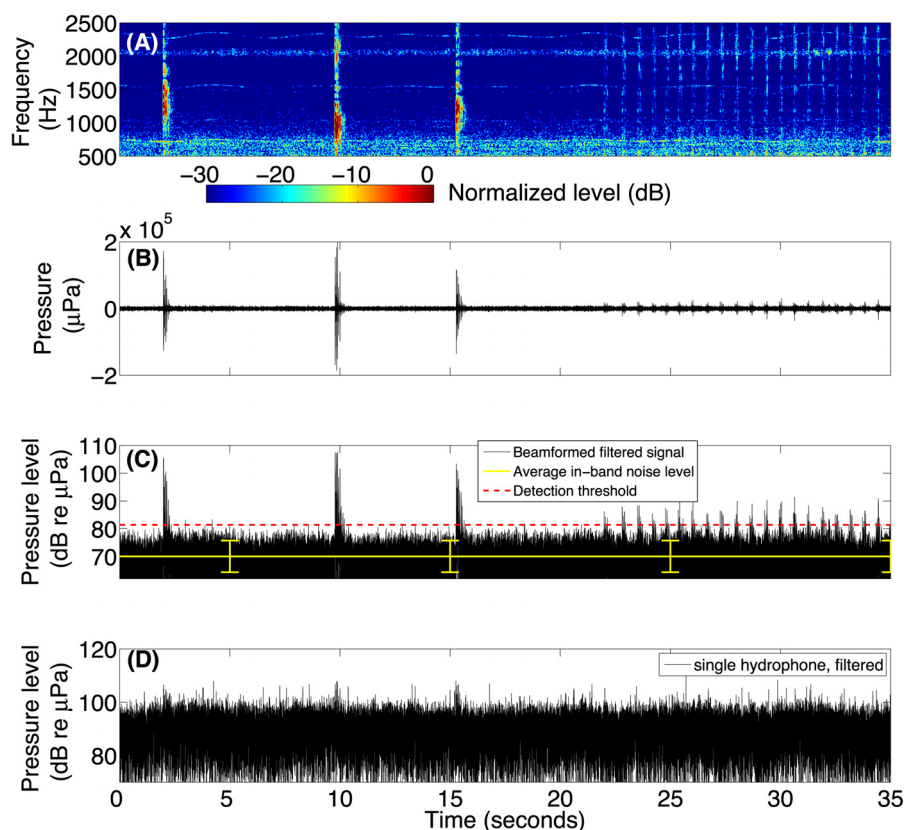 (A)
Frequency
(Hz)
2500
2000
1500
1000
500
−30 −20 −10 0
Normalized level (dB)
x 10^5
(B)
Pressure
(μPa)
2
0
−2
(C)
Pressure level
(dB re μPa)
110
100
90
80
70
Beamformed filtered signal
Average in−band noise level
Detection threshold
(D)
Pressure level
(dB re μPa)
120
100
80
single hydrophone, filtered
0 5 10 15 20 25 30 35
Time (seconds)